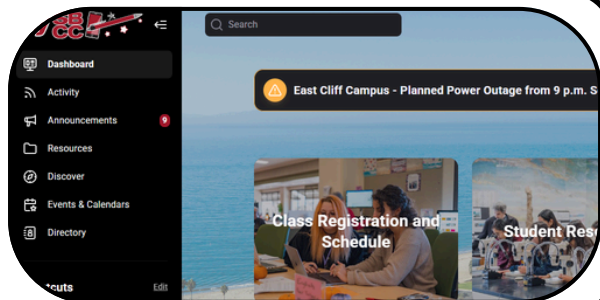 SB
CC
Search
Dashboard
East Cliff Campus - Planned Power Outage from 9 p.m.
Activity
Announcements 9
Resources
Discover
Events & Calendars
Class Registration and
Schedule
Student
Directory
Edit